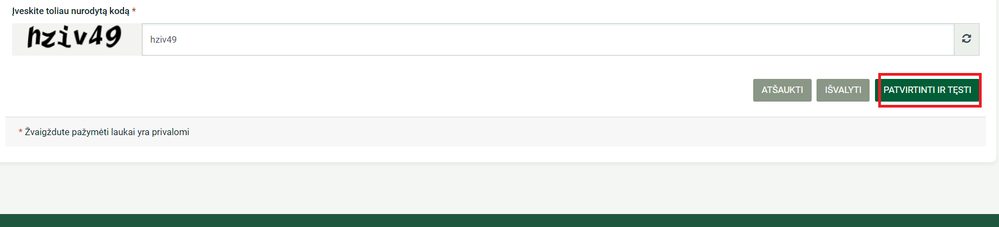 Įveskite toliau nurodytą kodą *
hziv49 hziv49
ATŠAUKTI IŠVALYTI PATVIRTINTI IR TĘSTI
* Žvaigždute pažymėti laukai yra privalomi